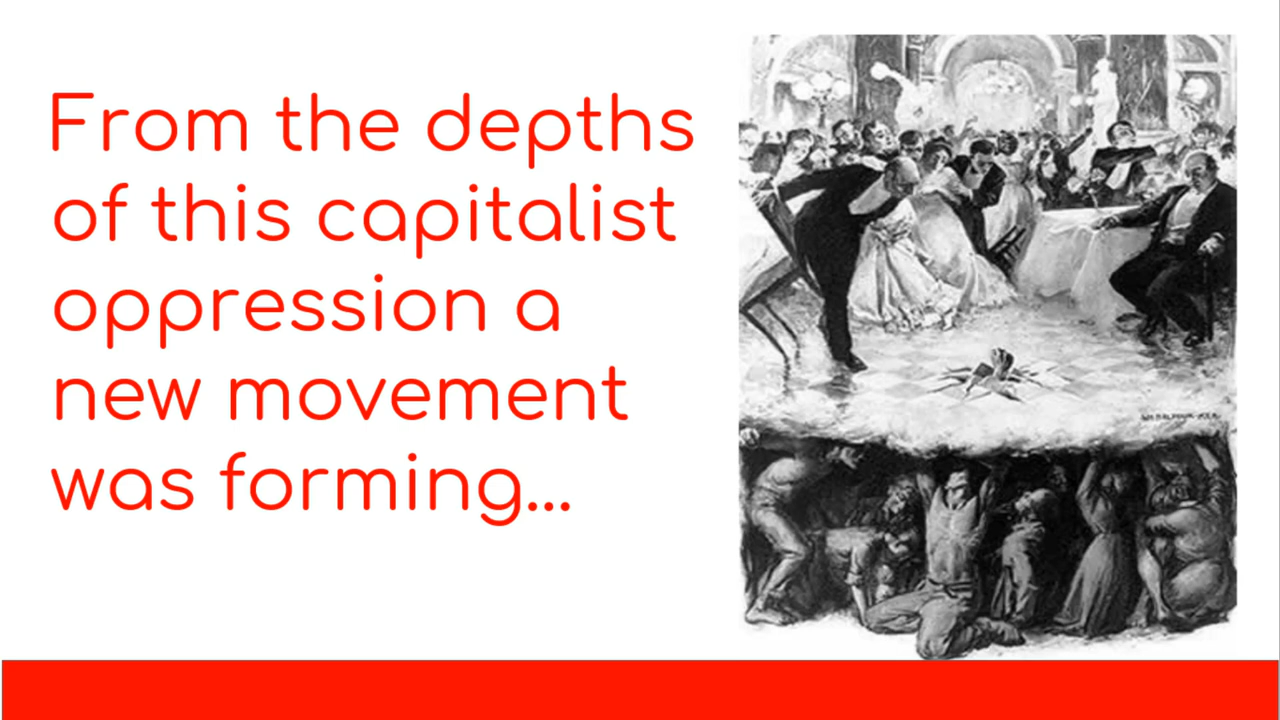 From the depths
of this capitalist
oppression a
new movement
was forming...